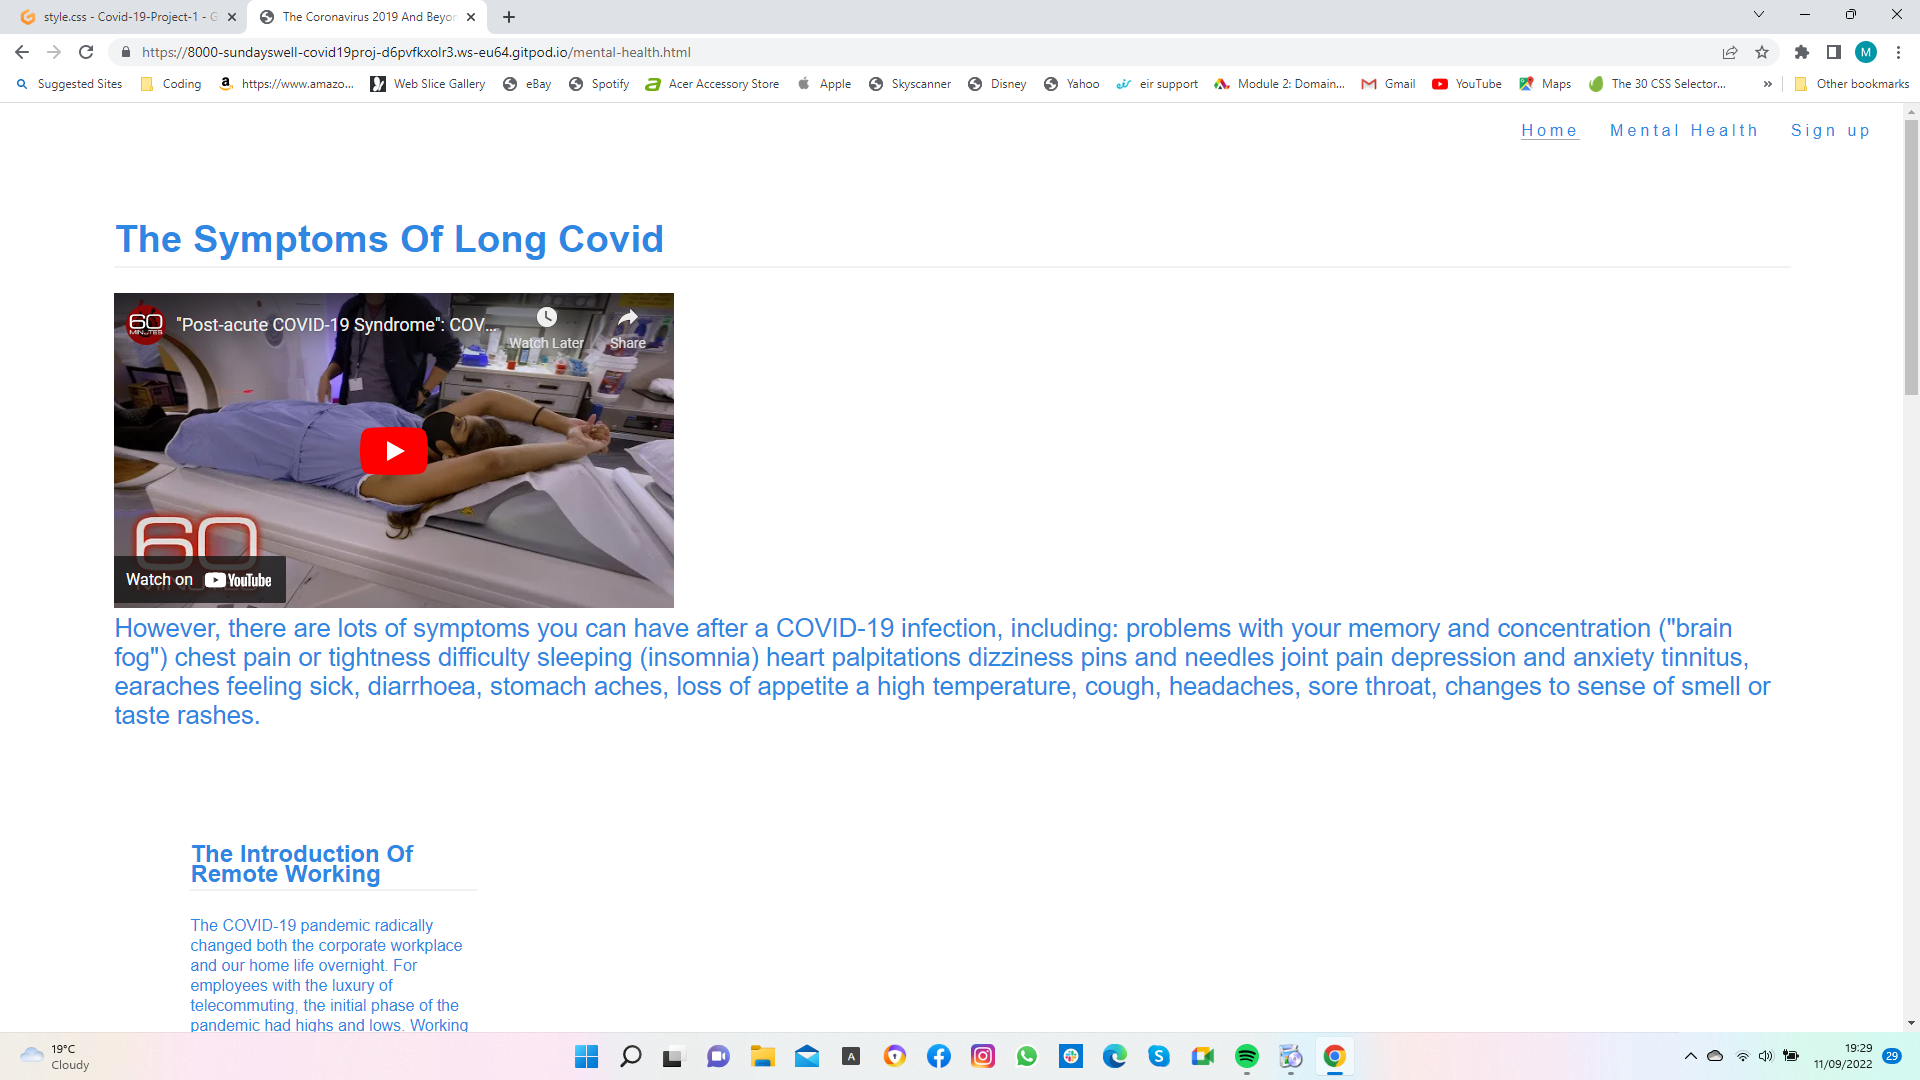 style.css - Covid-19-Project-1 - G
The Coronavirus 2019 And Beyon
https://8000-sundayswell-covid19proj-d6pvfkxolr3.ws-eu64.gitpod.io/mental-health.html
M
Suggested Sites
Coding
https://www.amazo...
Web Slice Gallery
eBay
Spotify
Acer Accessory Store
Apple
Skyscanner
Disney
Yahoo
eir support
Module 2: Domain...
Gmail
YouTube
Maps
The 30 CSS Selector...
»
Other bookmarks
Home
Mental Health
Sign up
The Symptoms Of Long Covid
60 MINUTES
"Post-acute COVID-19 Syndrome": COV...
Watch Later
Share
60
Watch on YouTube
However, there are lots of symptoms you can have after a COVID-19 infection, including: problems with your memory and concentration ("brain
fog") chest pain or tightness difficulty sleeping (insomnia) heart palpitations dizziness pins and needles joint pain depression and anxiety tinnitus,
earaches feeling sick, diarrhoea, stomach aches, loss of appetite a high temperature, cough, headaches, sore throat, changes to sense of smell or
taste rashes.
The Introduction Of
Remote Working
The COVID-19 pandemic radically
changed both the corporate workplace
and our home life overnight. For
employees with the luxury of
telecommuting, the initial phase of the
pandemic had highs and lows. Working
19°C
Cloudy
19:29
11/09/2022
29